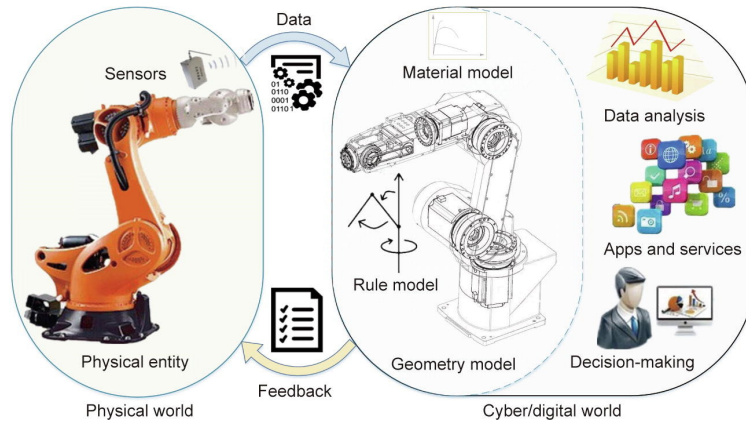 Data
Sensors
01
0110
0001
01101
Material model
Data analysis
Apps and services
Rule model
Physical entity
Geometry model
Decision-making
Feedback
Physical world
Cyber/digital world